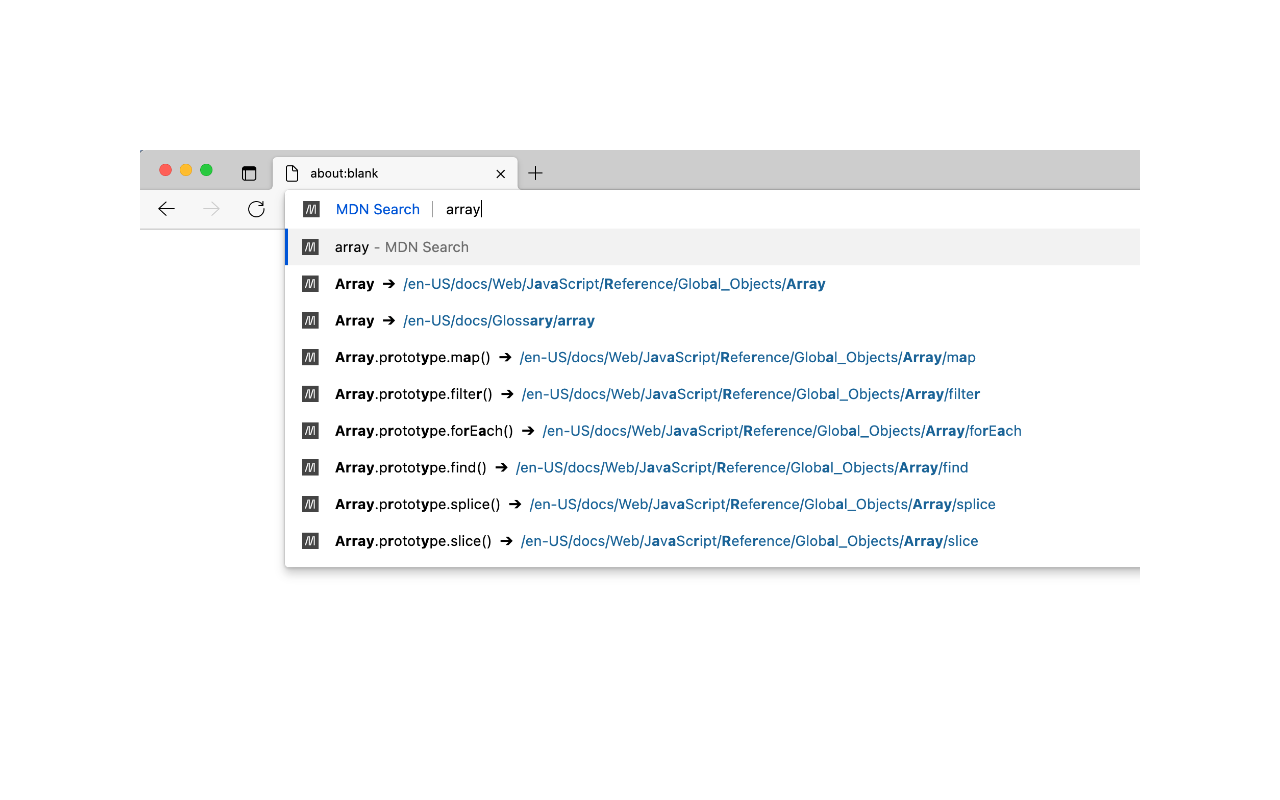 about:blank
MDN Search array
array - MDN Search
Array ➔ /en-US/docs/Web/JavaScript/Reference/Global_Objects/Array
Array ➔ /en-US/docs/Glossary/array
Array.prototype.map() ➔ /en-US/docs/Web/JavaScript/Reference/Global_Objects/Array/map
Array.prototype.filter() ➔ /en-US/docs/Web/JavaScript/Reference/Global_Objects/Array/filter
Array.prototype.forEach() ➔ /en-US/docs/Web/JavaScript/Reference/Global_Objects/Array/forEach
Array.prototype.find() ➔ /en-US/docs/Web/JavaScript/Reference/Global_Objects/Array/find
Array.prototype.splice() ➔ /en-US/docs/Web/JavaScript/Reference/Global_Objects/Array/splice
Array.prototype.slice() ➔ /en-US/docs/Web/JavaScript/Reference/Global_Objects/Array/slice